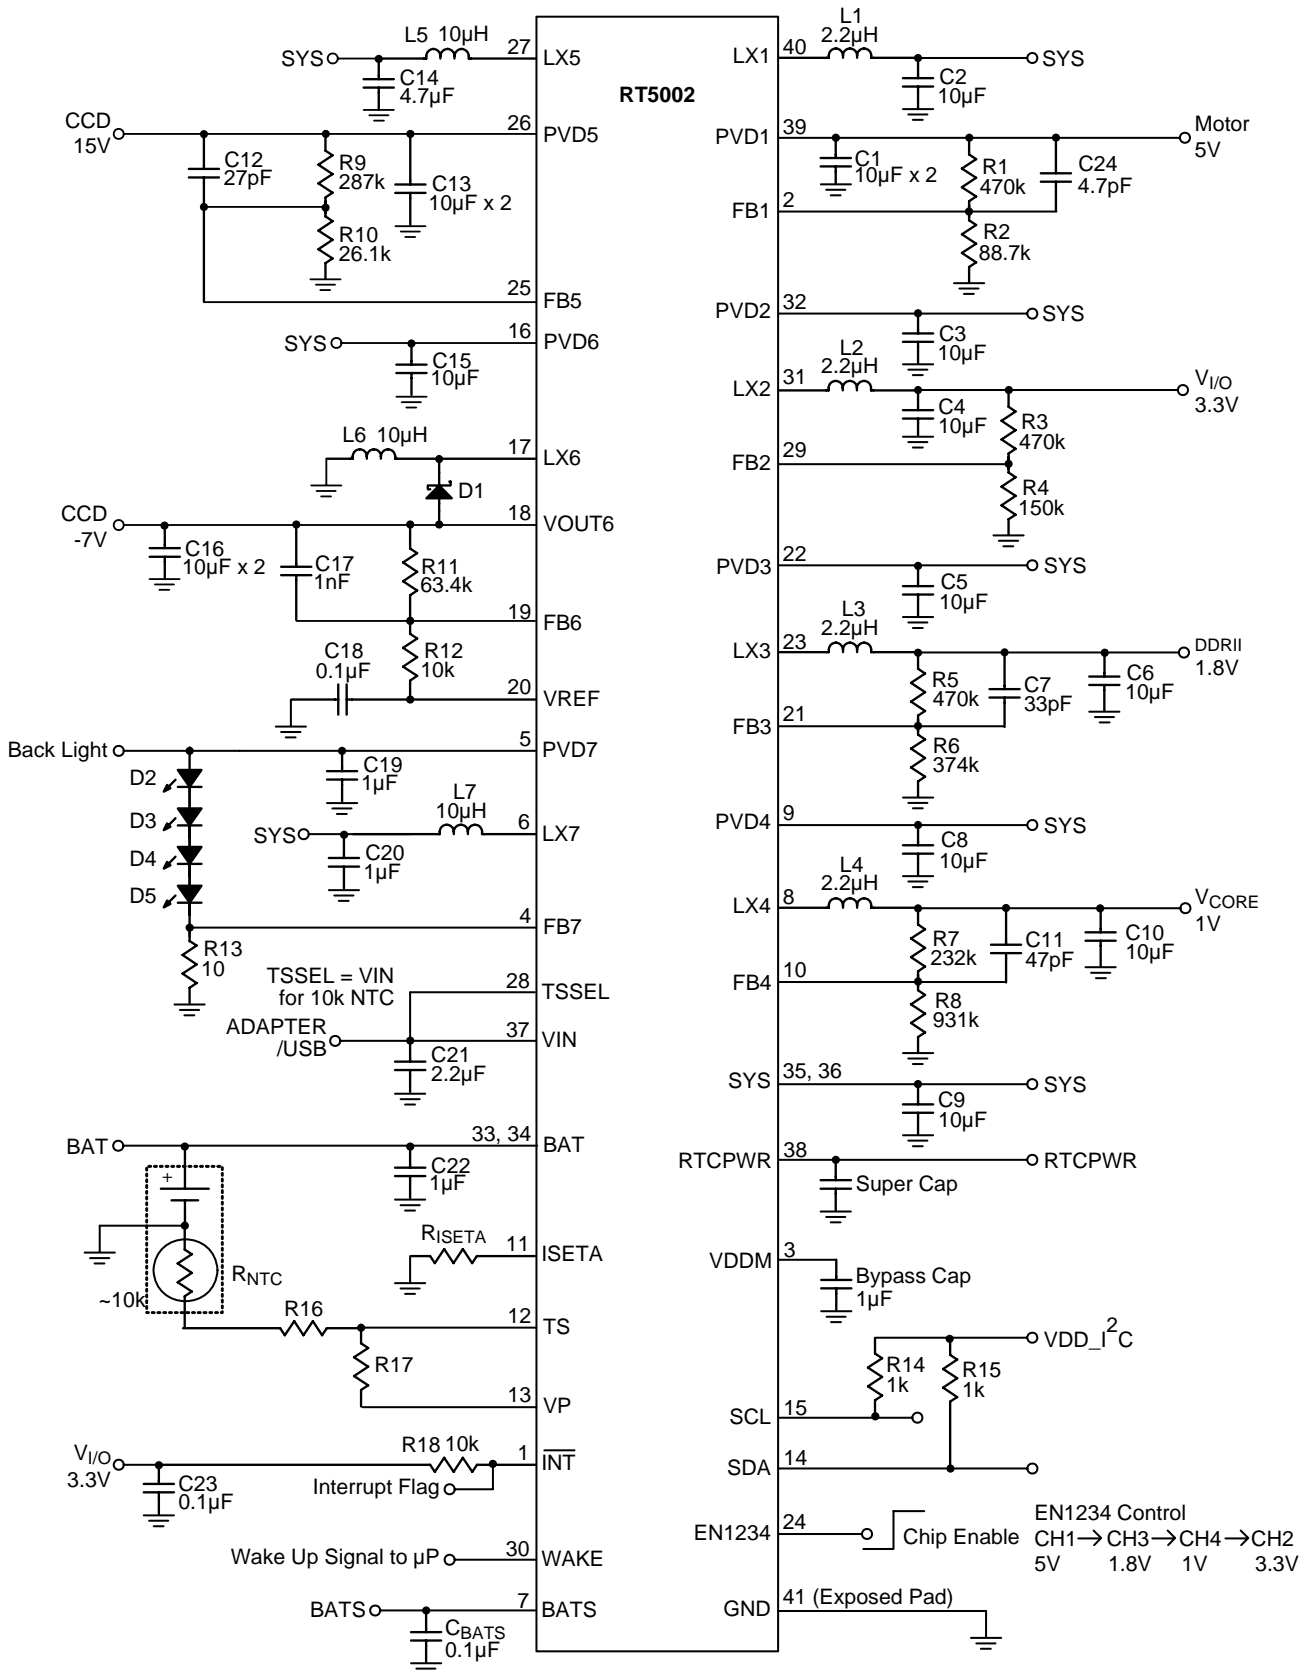 RT5002
SYS
L5 10µH
27
LX5
C14
4.7µF
CCD
15V
26
PVD5
C12
27pF
R9
287k
C13
10µF x 2
R10
26.1k
25
FB5
SYS
16
PVD6
C15
10µF
L6 10µH
17
LX6
D1
CCD
-7V
18
VOUT6
C16
10µF x 2
C17
1nF
R11
63.4k
19
FB6
C18
0.1µF
R12
10k
20
VREF
Back Light
5
PVD7
D2
C19
1µF
D3
L7
10µH
SYS
6
LX7
D4
C20
1µF
D5
4
FB7
R13
10
TSSEL = VIN
for 10k NTC
28
TSSEL
ADAPTER
/USB
37
VIN
C21
2.2µF
BAT
33, 34
BAT
+
C22
1µF
RISETA
11
ISETA
RNTC
~10k
R16
12
TS
R17
13
VP
VI/O
3.3V
R18 10k
1
INT
C23
0.1µF
Interrupt Flag
Wake Up Signal to µP
30
WAKE
BATS
7
BATS
CBATS
0.1µF
LX1
40
L1
2.2µH
SYS
C2
10µF
PVD1
39
Motor
5V
C1
10µF x 2
R1
470k
C24
4.7pF
FB1
2
R2
88.7k
PVD2
32
SYS
C3
10µF
L2
2.2µH
LX2
31
VI/O
3.3V
C4
10µF
R3
470k
FB2
29
R4
150k
PVD3
22
SYS
C5
10µF
L3
2.2µH
LX3
23
DDRII
1.8V
R5
470k
C7
33pF
C6
10µF
FB3
21
R6
374k
PVD4
9
SYS
C8
10µF
L4
2.2µH
LX4
8
VCORE
1V
R7
232k
C11
47pF
C10
10µF
FB4
10
R8
931k
SYS
35, 36
SYS
C9
10µF
RTCPWR
38
RTCPWR
Super Cap
VDDM
3
Bypass Cap
1µF
VDD_I²C
R14
1k
R15
1k
SCL
15
SDA
14
EN1234
24
Chip Enable
EN1234 Control
CH1→CH3→CH4→CH2
5V 1.8V 1V 3.3V
GND
41 (Exposed Pad)